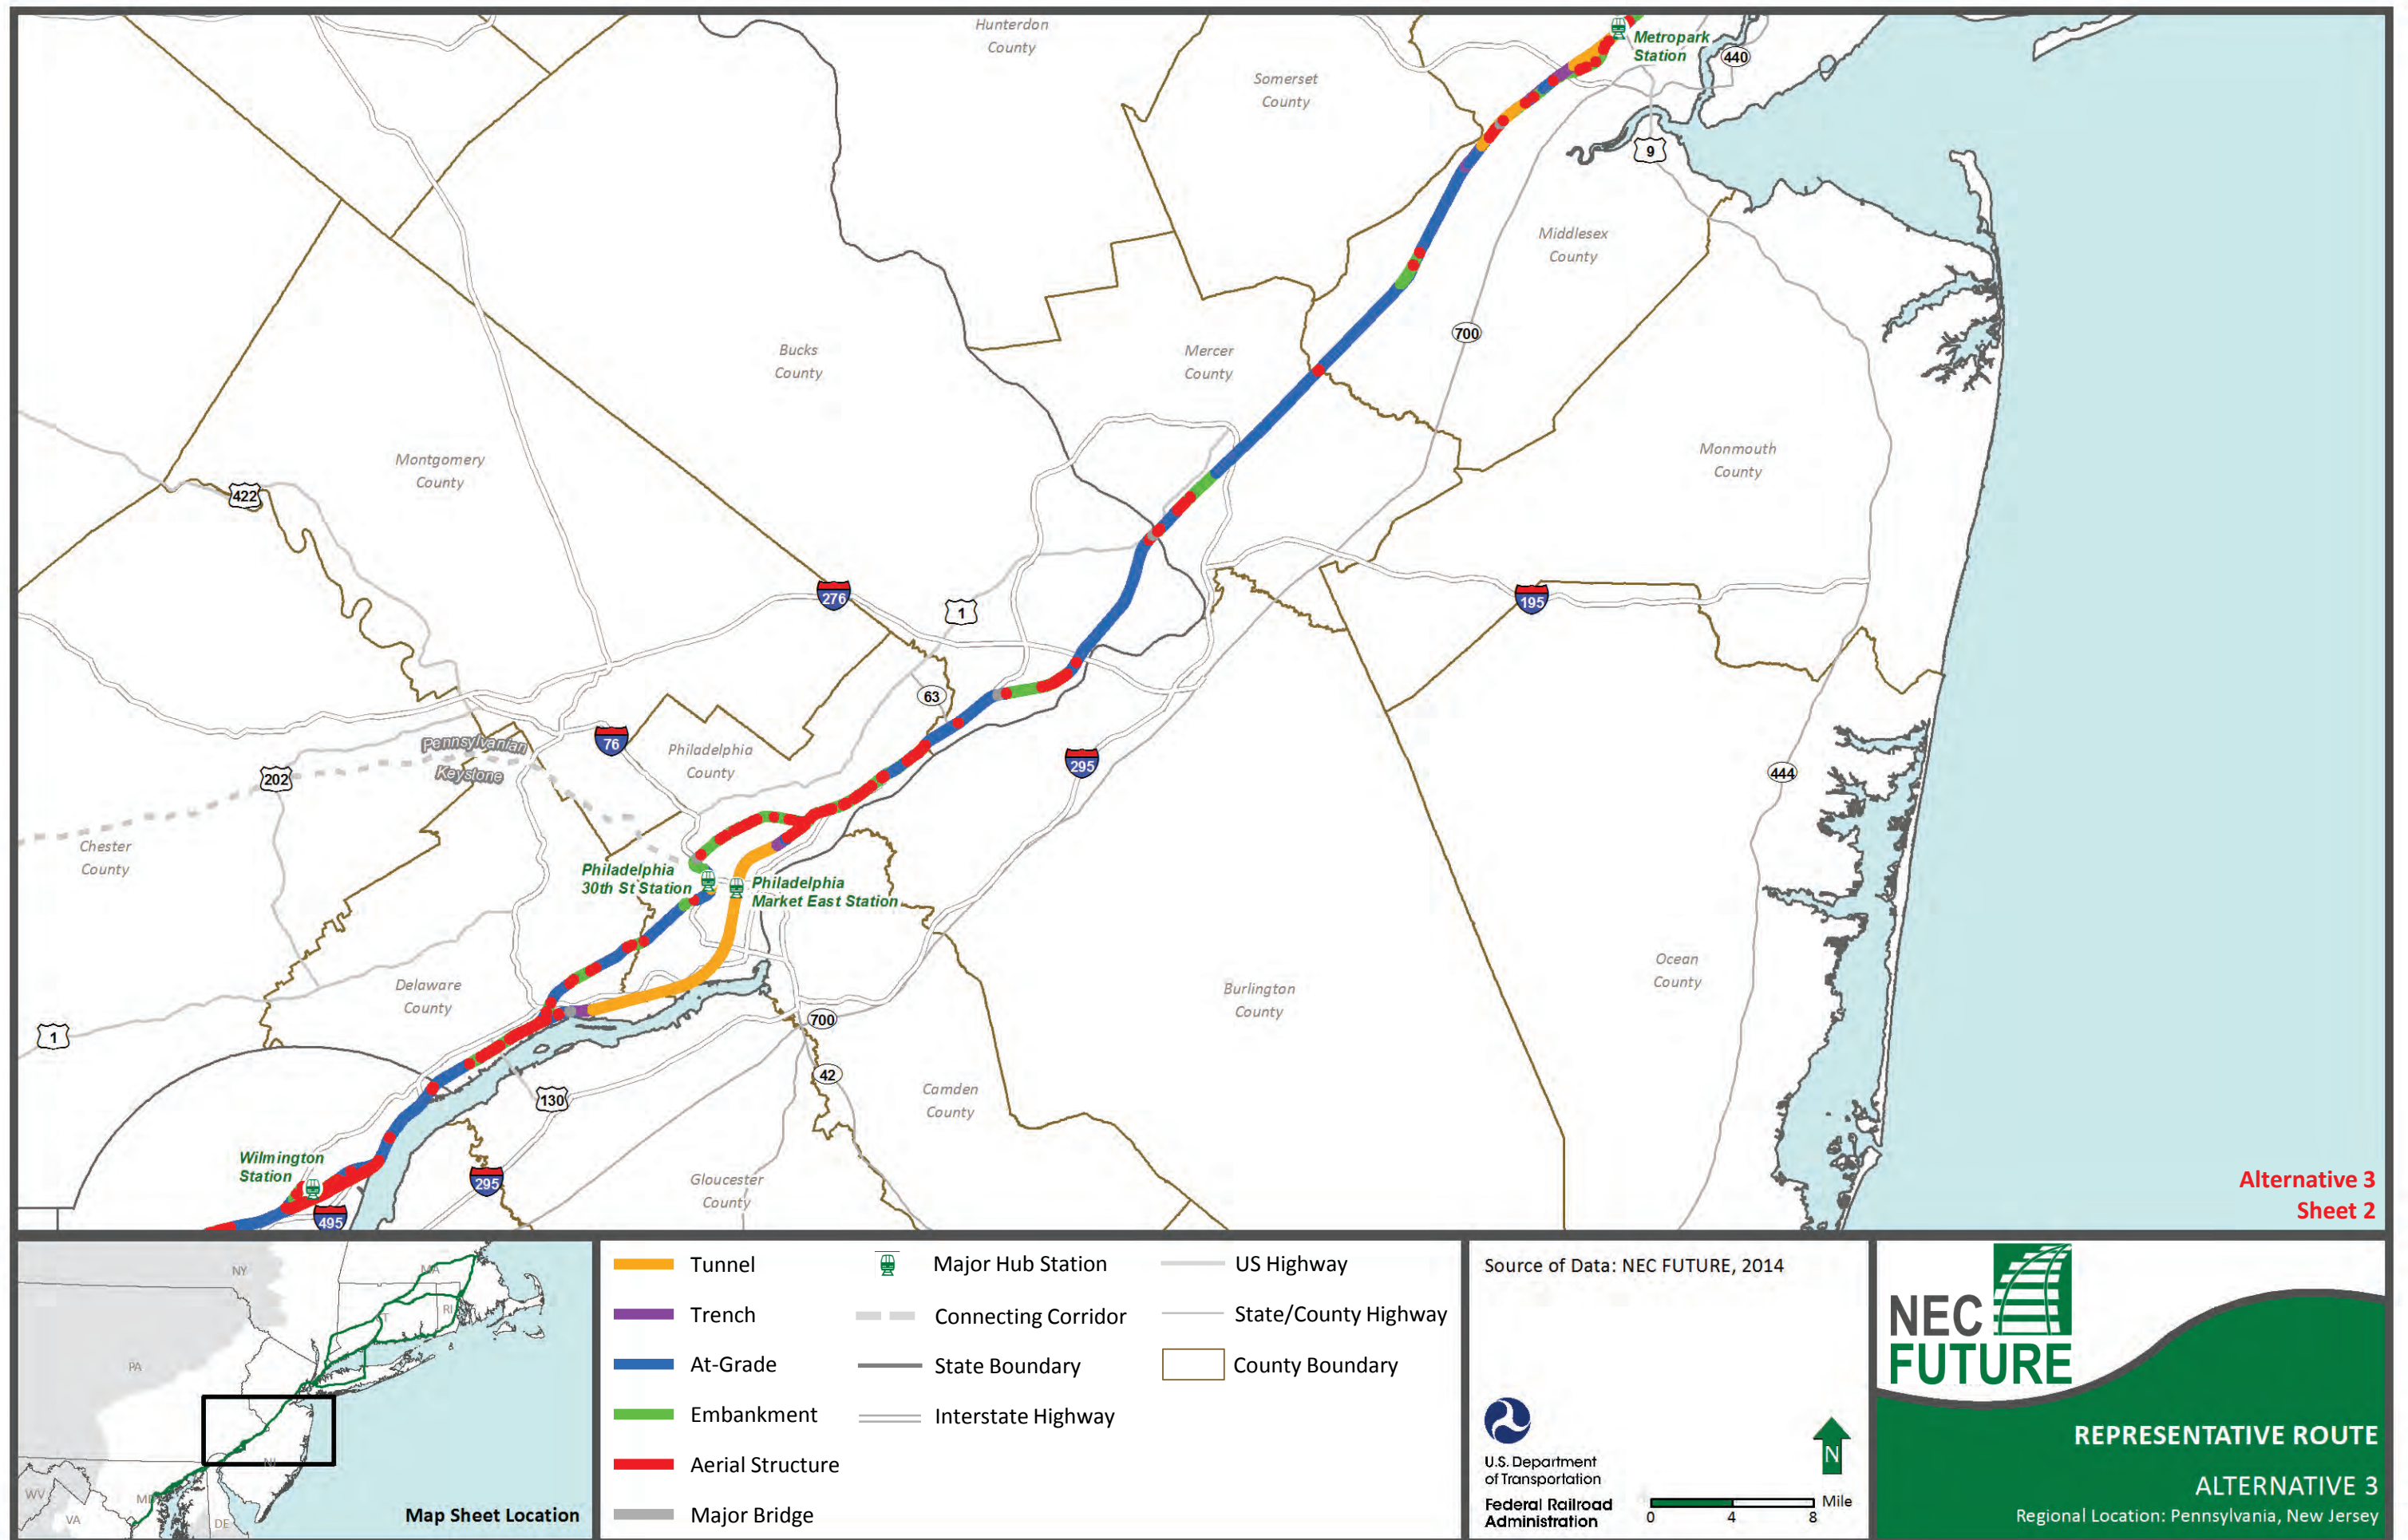 Hunterdon
County
Metropark
Station
440
Somerset
County
9
Middlesex
County
700
Bucks
County
Mercer
County
Montgomery
County
Monmouth
County
422
276
1
195
63
Pennsylvanian
Keystone
76
Philadelphia
County
202
295
444
Chester
County
Philadelphia
30th St Station
Philadelphia
Market East Station
Delaware
County
Burlington
County
Ocean
County
1
700
42
130
Camden
County
Wilmington
Station
295
Gloucester
County
495
Alternative 3
Sheet 2
NY
MA
RI
CT
PA
NJ
WV
MD
VA
DE
Map Sheet Location
Tunnel
Trench
At-Grade
Embankment
Aerial Structure
Major Bridge
Major Hub Station
Connecting Corridor
State Boundary
Interstate Highway
US Highway
State/County Highway
County Boundary
Source of Data: NEC FUTURE, 2014
U.S. Department
of Transportation
Federal Railroad
Administration
N
Mile
0 4 8
NEC
FUTURE
REPRESENTATIVE ROUTE
ALTERNATIVE 3
Regional Location: Pennsylvania, New Jersey